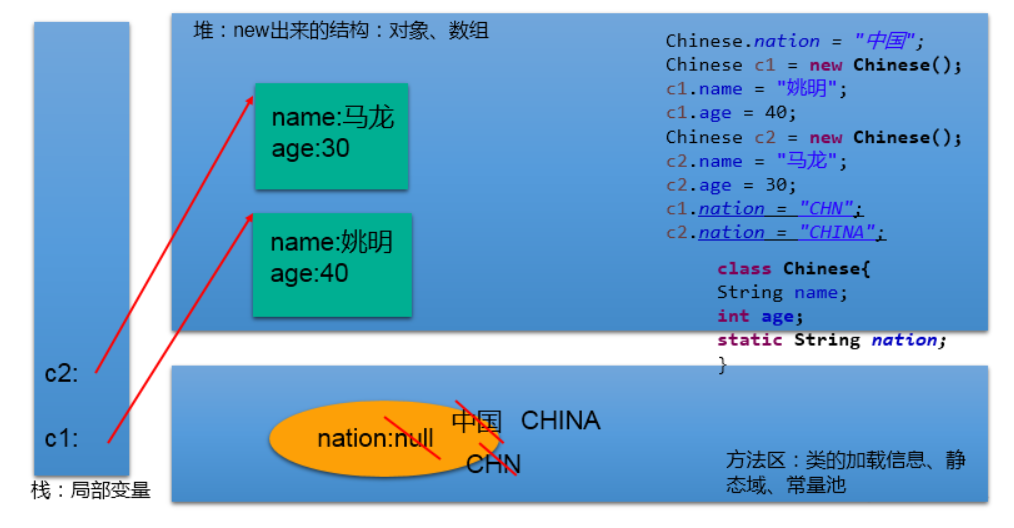 堆：new出来的结构：对象、数组
name:马龙
age:30
name:姚明
age:40
Chinese.nation = "中国";
Chinese c1 = new Chinese();
c1.name = "姚明";
c1.age = 40;
Chinese c2 = new Chinese();
c2.name = "马龙";
c2.age = 30;
c1.nation = "CHN";
c2.nation = "CHINA";
class Chinese{
String name;
int age;
static String nation;
}
c2:
c1:
栈：局部变量
nation:null
中国
CHINA
CHN
方法区：类的加载信息、静
态域、常量池